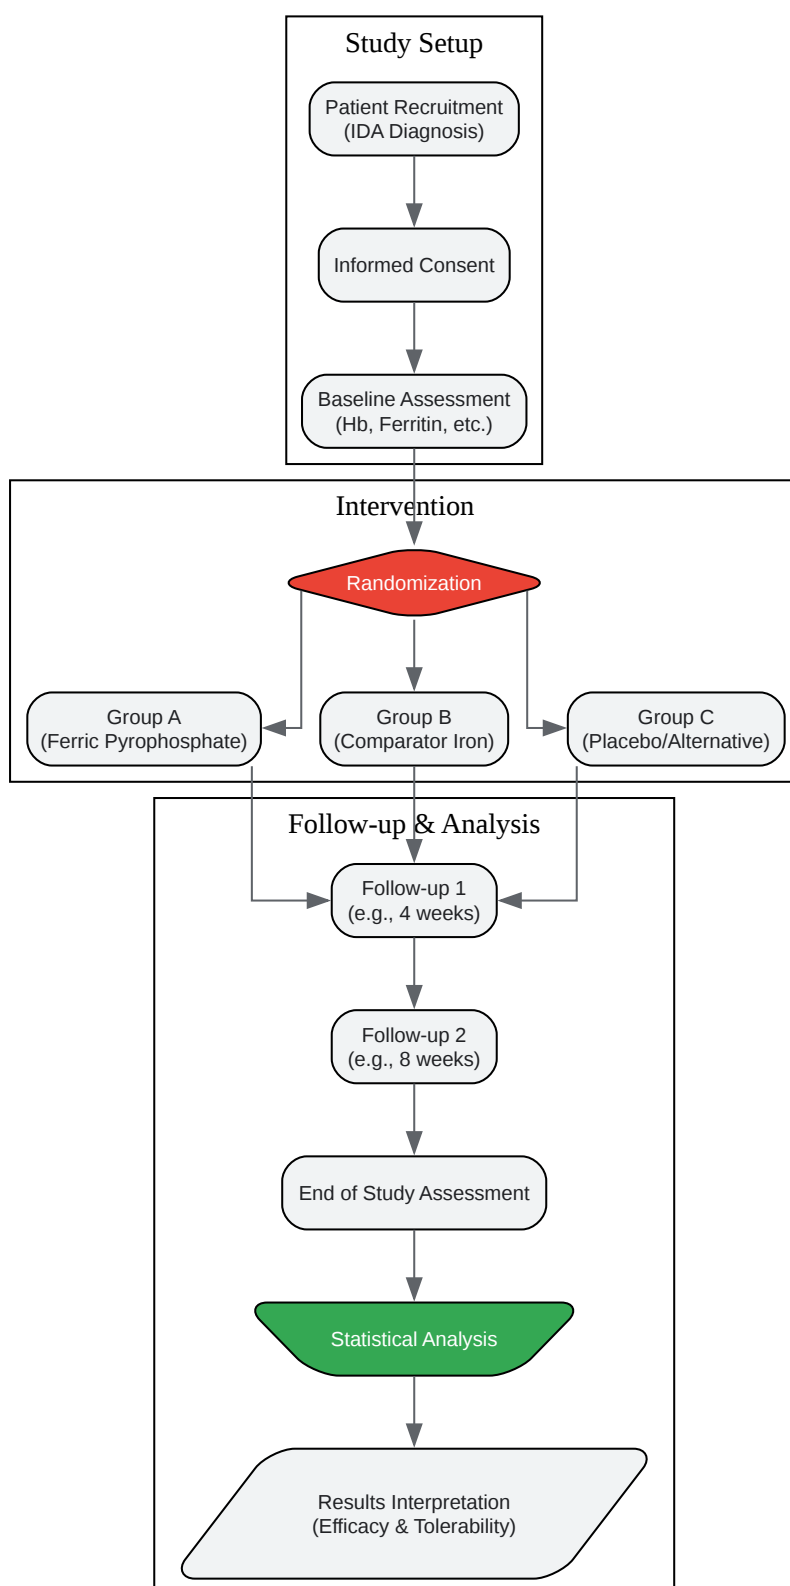 Study Setup
Patient Recruitment
(IDA Diagnosis)
Informed Consent
Baseline Assessment
(Hb, Ferritin, etc.)
Intervention
Randomization
Group A
(Ferric Pyrophosphate)
Group B
(Comparator Iron)
Group C
(Placebo/Alternative)
Follow-up & Analysis
Follow-up 1
(e.g., 4 weeks)
Follow-up 2
(e.g., 8 weeks)
End of Study Assessment
Statistical Analysis
Results Interpretation
(Efficacy & Tolerability)